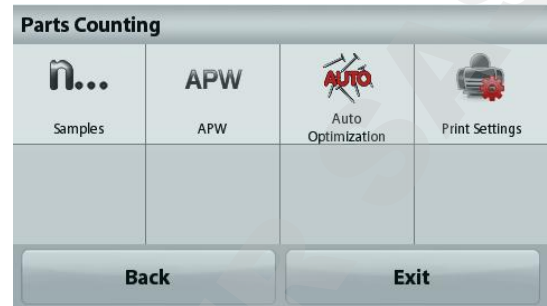 Parts Counting
n...
APW
AUTO
Samples
APW
Auto
Optimization
Print Settings
Back
Exit